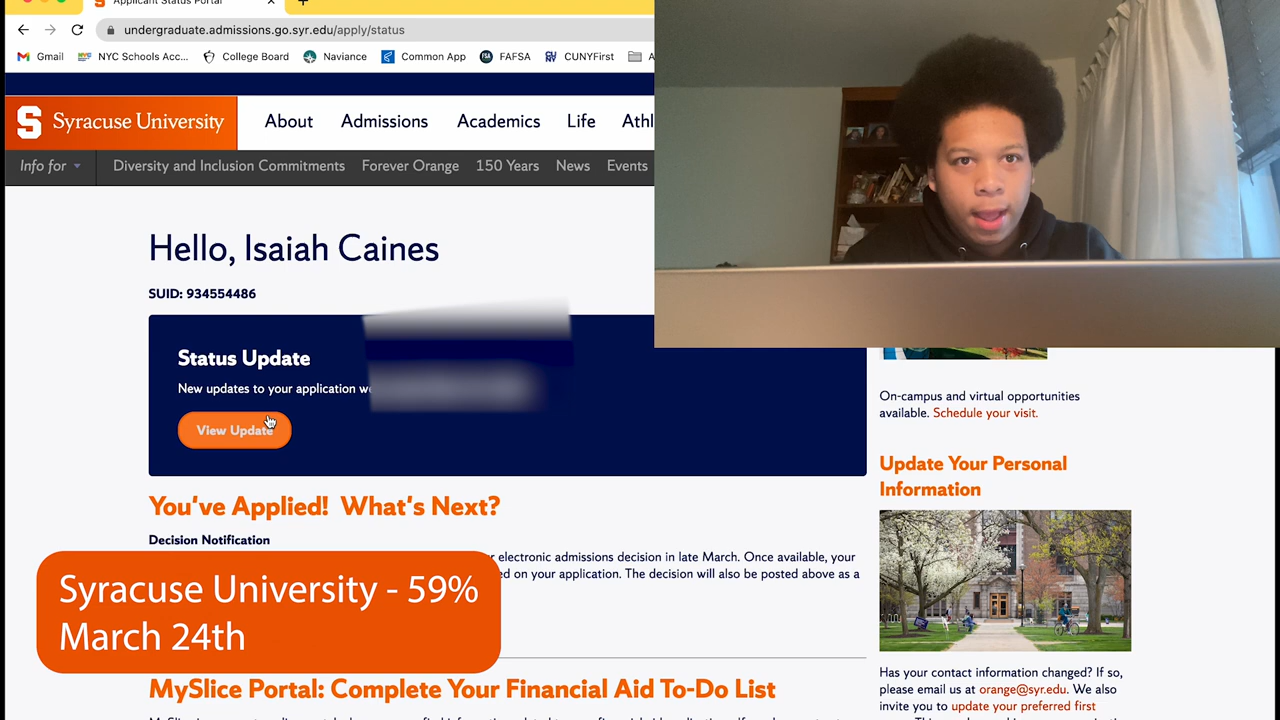 Applicant Status Portal
undergraduate.admissions.go.syr.edu/apply/status
Gmail NYC Schools Acc... College Board Naviance Common App FAFSA CUNYFirst A
S Syracuse University About Admissions Academics Life Athl
Info for Diversity and Inclusion Commitments Forever Orange 150 Years News Events
Hello, Isaiah Caines
SUID: 934554486
Status Update
New updates to your application we
View Update
On-campus and virtual opportunities
available. Schedule your visit.
Update Your Personal
Information
You've Applied! What's Next?
Decision Notification
electronic admissions decision in late March. Once available, your
ed on your application. The decision will also be posted above as a
Syracuse University - 59%
March 24th
MySlice Portal: Complete Your Financial Aid To-Do List
Has your contact information changed? If so,
please email us at orange@syr.edu. We also
invite you to update your preferred first